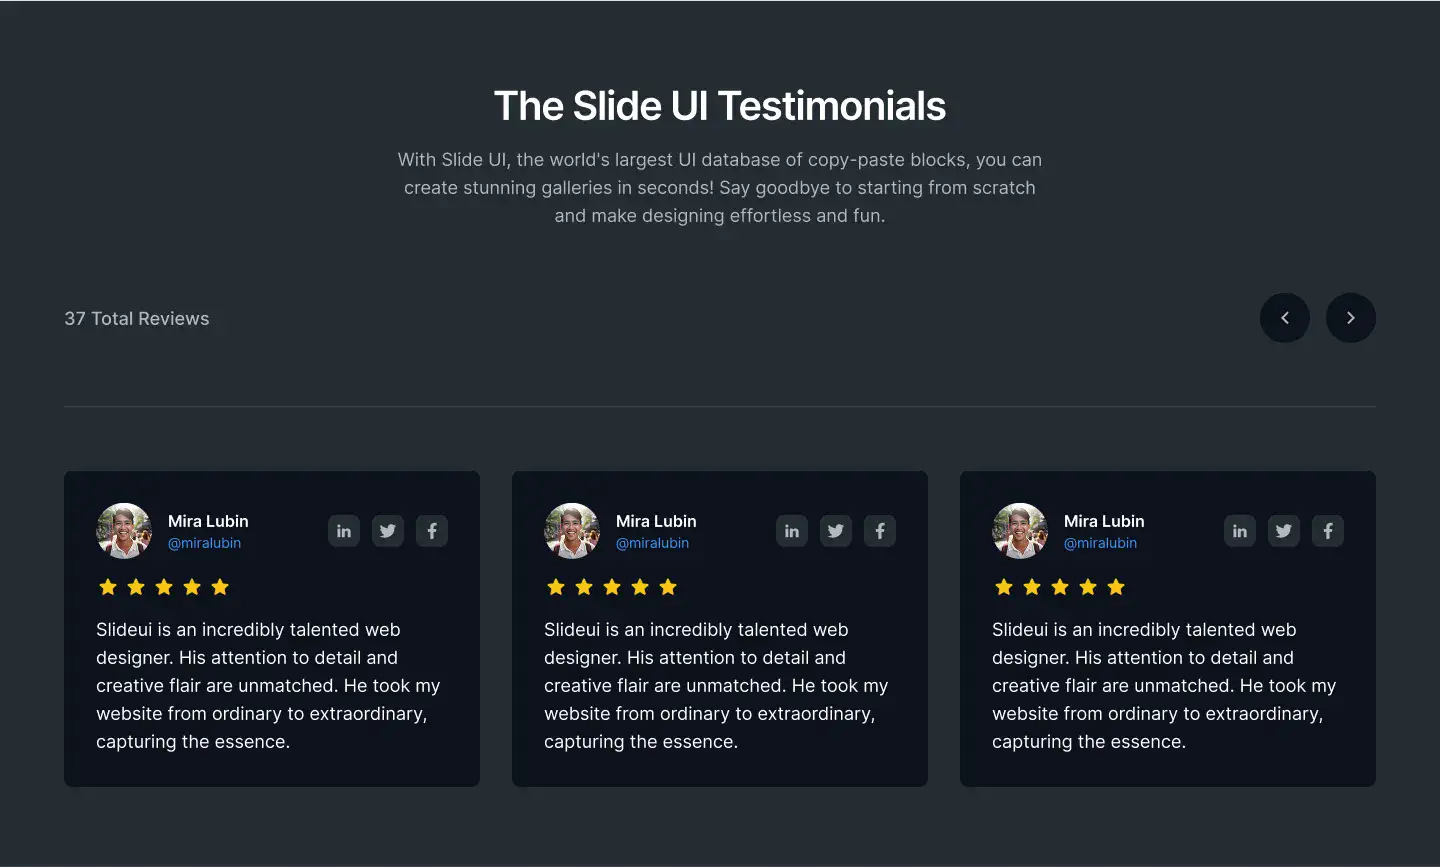 The Slide UI Testimonials
With Slide UI, the world's largest UI database of copy-paste blocks, you can
create stunning galleries in seconds! Say goodbye to starting from scratch
and make designing effortless and fun.
37 Total Reviews
Mira Lubin
@miralubin
Slideui is an incredibly talented web
designer. His attention to detail and
creative flair are unmatched. He took my
website from ordinary to extraordinary,
capturing the essence.
Mira Lubin
@miralubin
Slideui is an incredibly talented web
designer. His attention to detail and
creative flair are unmatched. He took my
website from ordinary to extraordinary,
capturing the essence.
Mira Lubin
@miralubin
Slideui is an incredibly talented web
designer. His attention to detail and
creative flair are unmatched. He took my
website from ordinary to extraordinary,
capturing the essence.